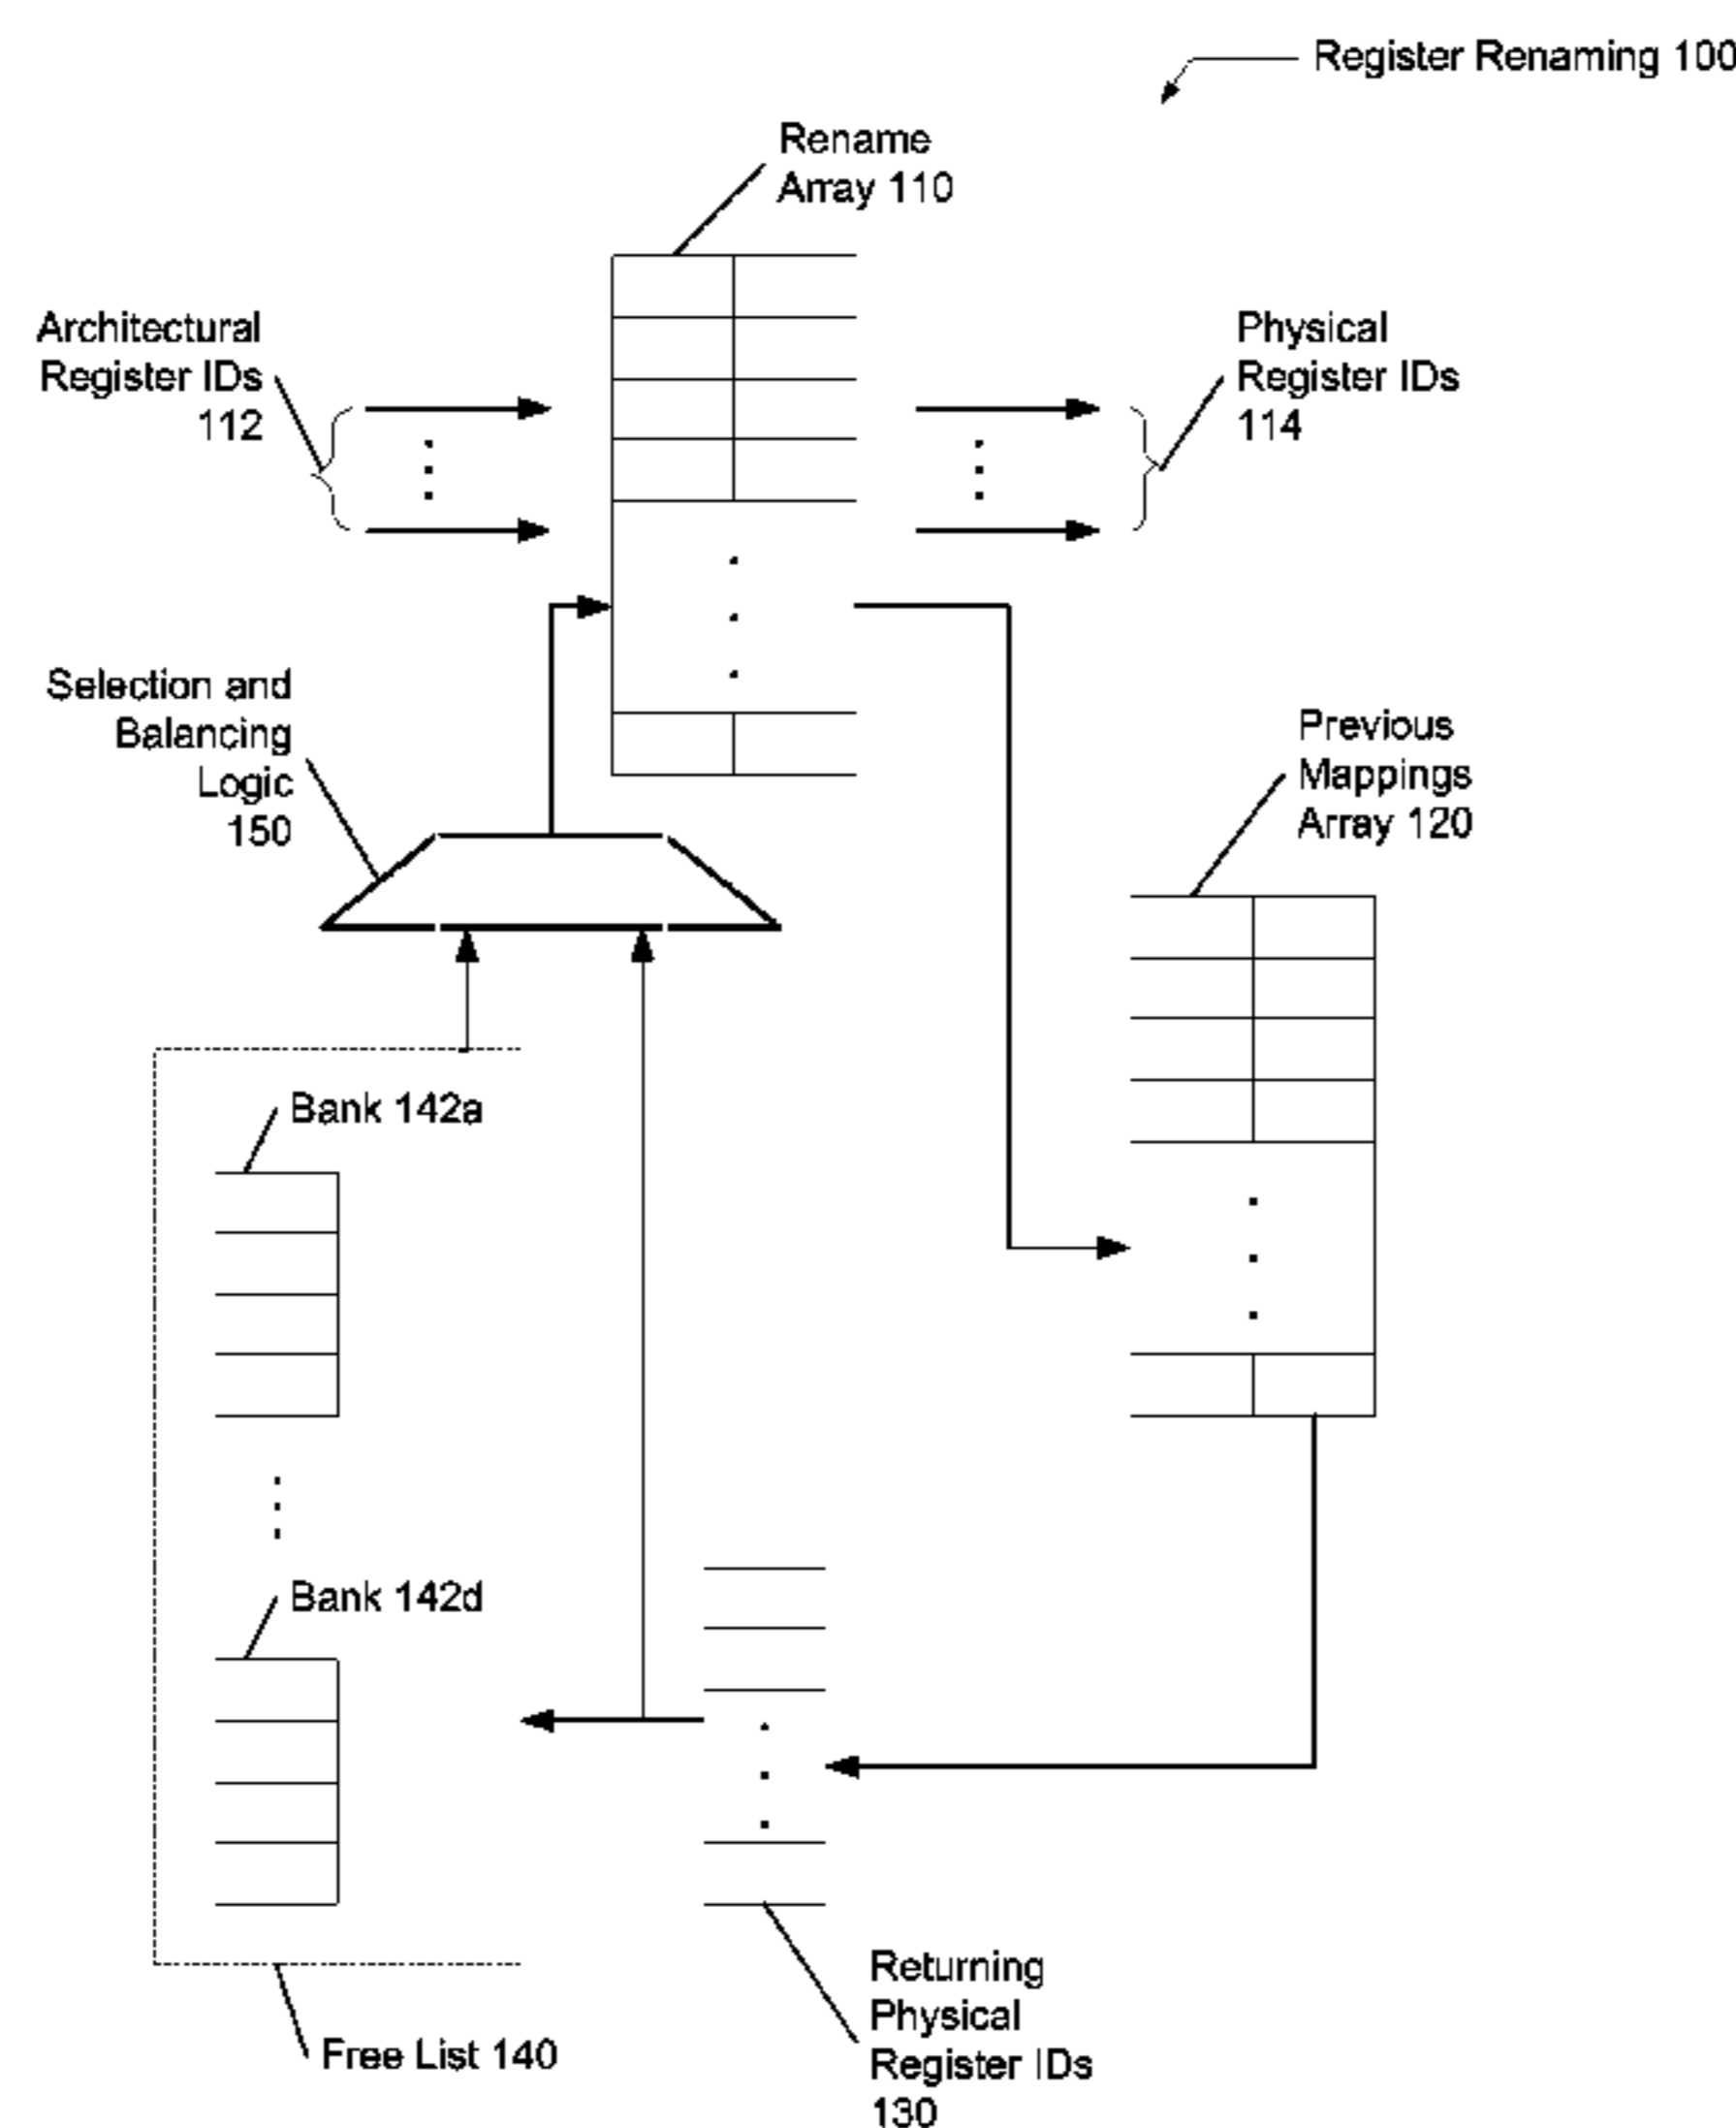 Register Renaming 100
Rename
Array 110
Architectural
Register IDs
112
Physical
Register IDs
114
Selection and
Balancing
Logic
150
Previous
Mappings
Array 120
Bank 142a
Bank 142d
Free List 140
Returning
Physical
Register IDs
130